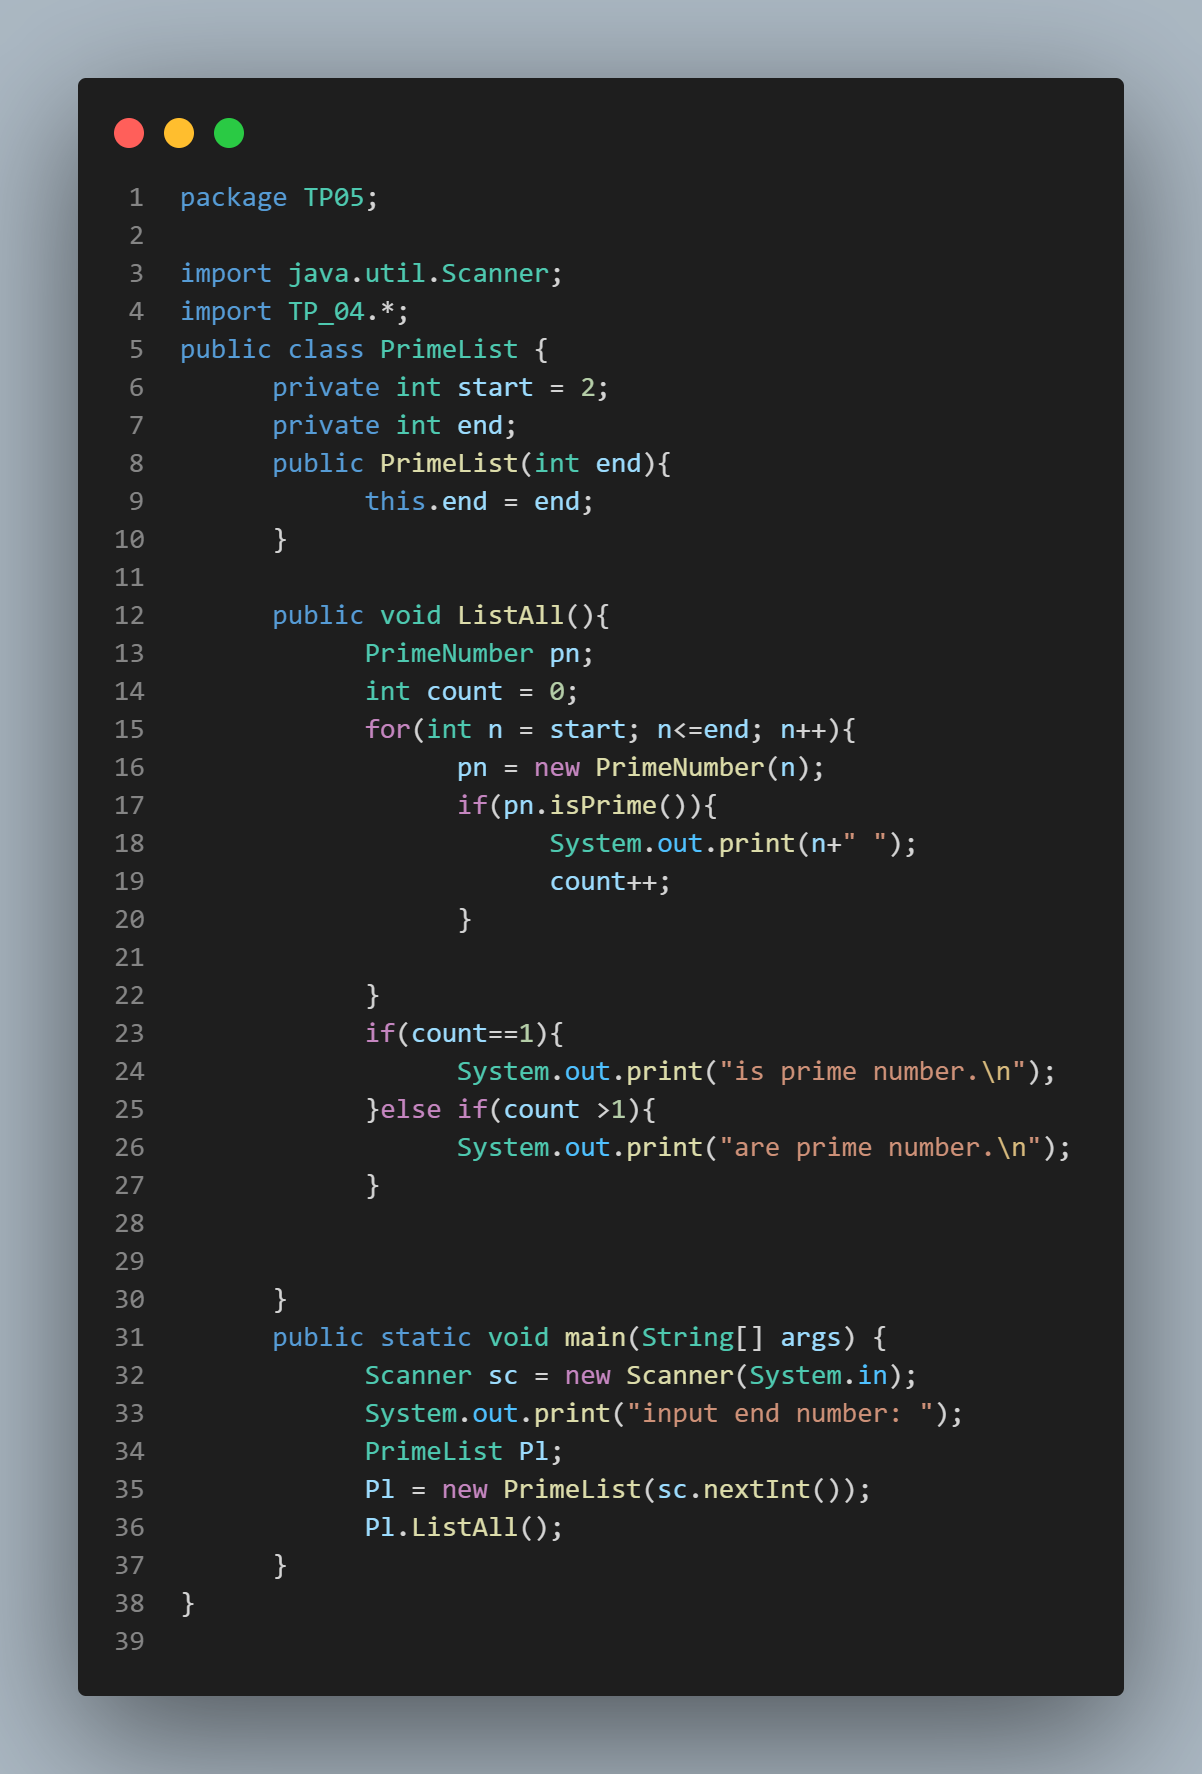 1 package TP05;
2
3 import java.util.Scanner;
4 import TP_04.*;
5 public class PrimeList {
6       private int start = 2;
7       private int end;
8       public PrimeList(int end){
9             this.end = end;
10       }
11
12       public void ListAll(){
13             PrimeNumber pn;
14             int count = 0;
15             for(int n = start; n<=end; n++){
16                   pn = new PrimeNumber(n);
17                   if(pn.isPrime()){
18                         System.out.print(n+" ");
19                         count++;
20                   }
21
22             }
23             if(count==1){
24                   System.out.print("is prime number.\n");
25             }else if(count >1){
26                   System.out.print("are prime number.\n");
27             }
28
29
30       }
31       public static void main(String[] args) {
32             Scanner sc = new Scanner(System.in);
33             System.out.print("input end number: ");
34             PrimeList Pl;
35             Pl = new PrimeList(sc.nextInt());
36             Pl.ListAll();
37       }
38 }
39